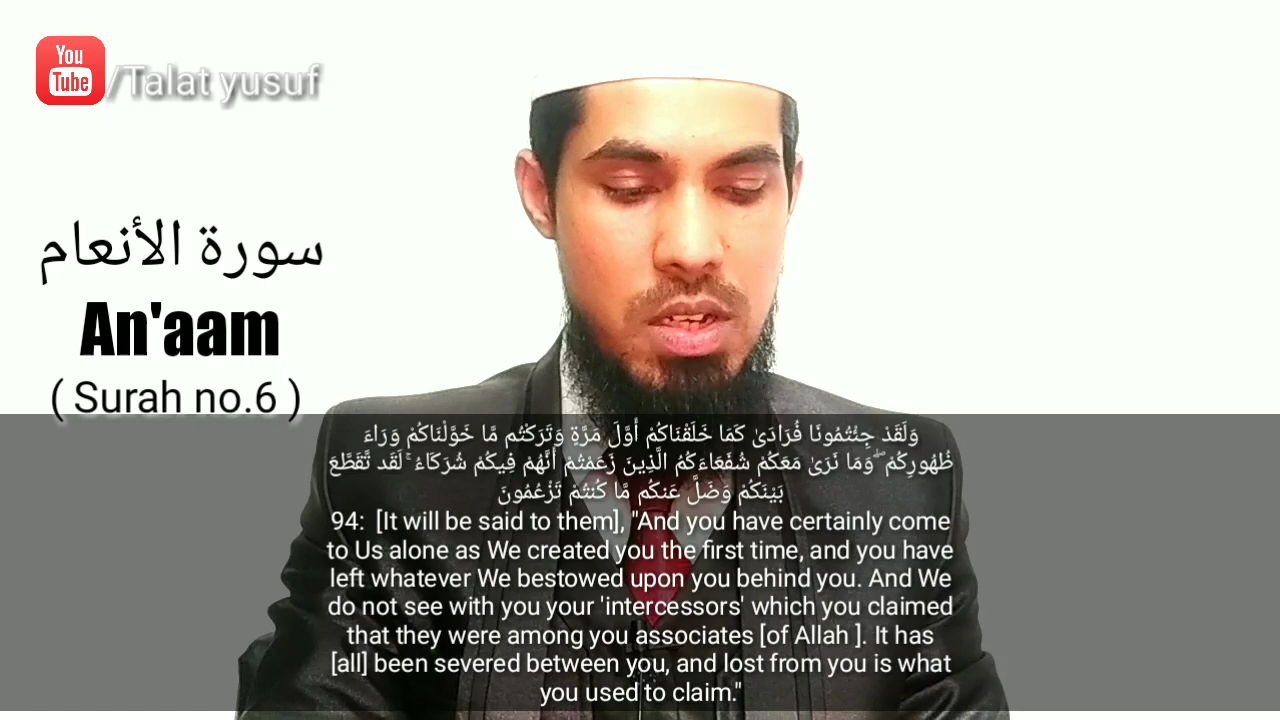 You
Tube /Talat yusuf
سورة الأنعام
An'aam
( Surah no.6 )
وَلَقَدْ جِئْتُمُونَا فُرَادَىٰ كَمَا خَلَقْنَاكُمْ أَوَّلَ مَرَّةٍ وَتَرَكْتُم مَّا خَوَّلْنَاكُمْ وَرَاءَ
ظُهُورِكُمْ ۖ وَمَا نَرَىٰ مَعَكُمْ شُفَعَاءَكُمُ الَّذِينَ زَعَمْتُمْ أَنَّهُمْ فِيكُمْ شُرَكَاءُ ۚ لَقَد تَّقَطَّعَ
بَيْنَكُمْ وَضَلَّ عَنكُم مَّا كُنتُمْ تَزْعُمُونَ
94: [It will be said to them], "And you have certainly come
to Us alone as We created you the first time, and you have
left whatever We bestowed upon you behind you. And We
do not see with you your 'intercessors' which you claimed
that they were among you associates [of Allah ]. It has
[all] been severed between you, and lost from you is what
you used to claim."